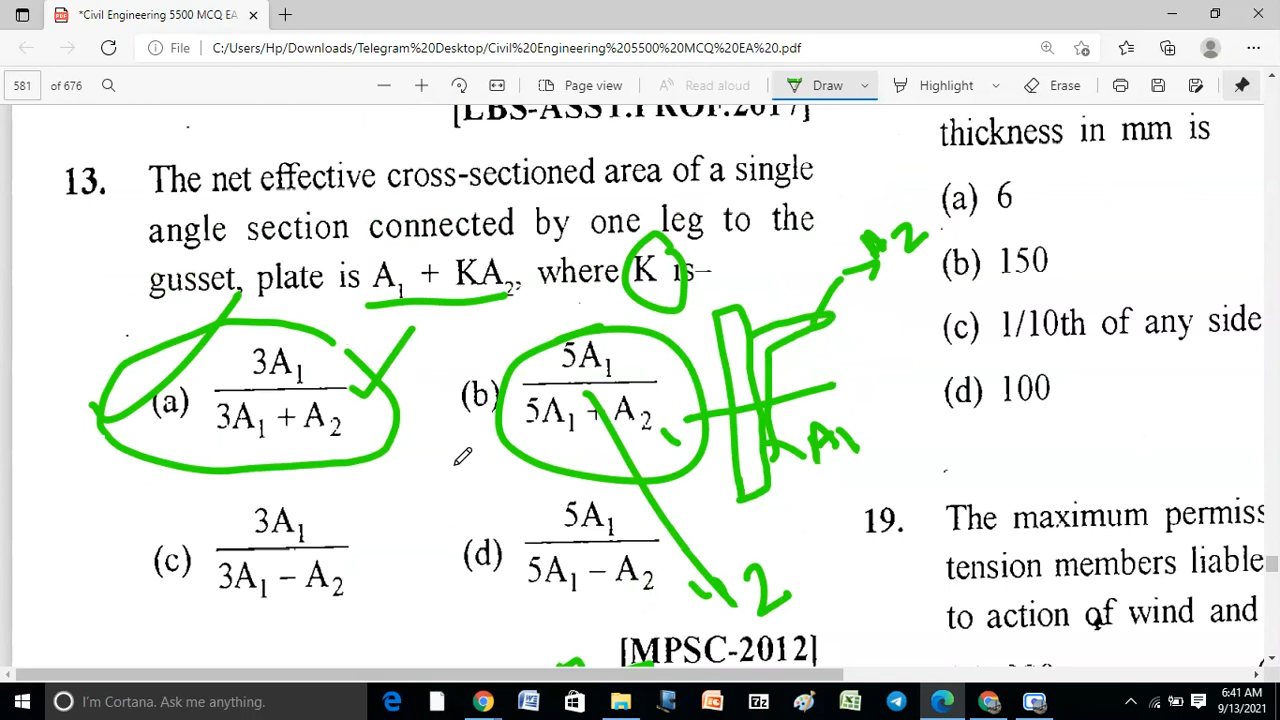 *Civil Engineering 5500 MCQ EA
File C:/Users/Hp/Downloads/Telegram%20Desktop/Civil%20Engineering%205500%20MCQ%20EA%20.pdf
581 of 676 Page view Read aloud Draw Highlight Erase
[LBS-ASST.PROF.2017]
13. The net effective cross-sectioned area of a single
angle section connected by one leg to the
gusset, plate is A₁ + KA₂, where K is–
(a) 3A₁ / (3A₁ + A₂)
(b) 5A₁ / (5A₁ + A₂)
A2
A1
(c) 3A₁ / (3A₁ – A₂)
(d) 5A₁ / (5A₁ – A₂)
2
[MPSC-2012]
thickness in mm is
(a) 6
(b) 150
(c) 1/10th of any side
(d) 100
19. The maximum permiss
tension members liable
to action of wind and
I'm Cortana. Ask me anything.
6:41 AM
9/13/2021